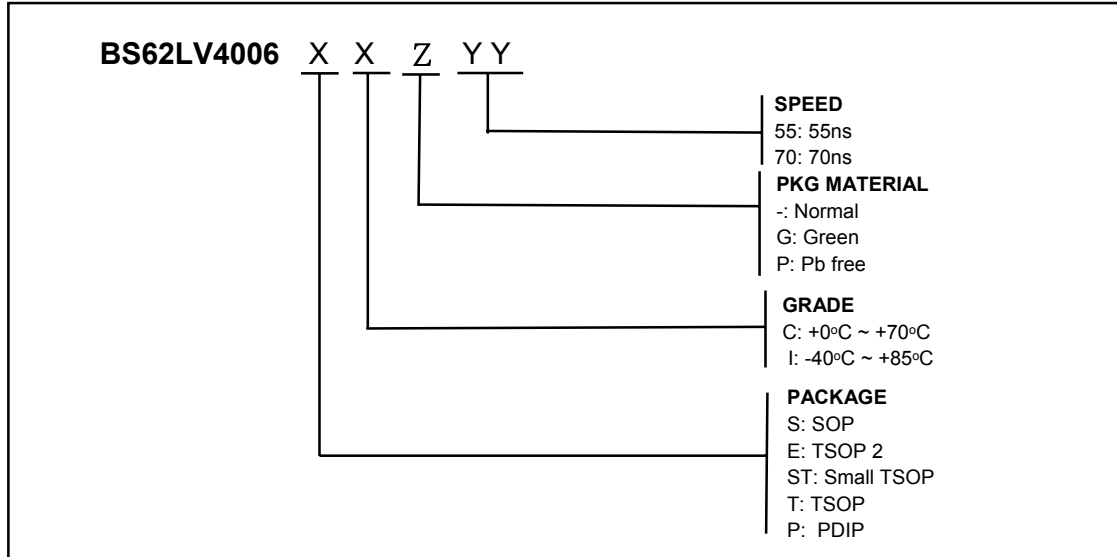 BS62LV4006 X X Z Y Y
SPEED
55: 55ns
70: 70ns
PKG MATERIAL
-: Normal
G: Green
P: Pb free
GRADE
C: +0ºC ~ +70ºC
I: -40ºC ~ +85ºC
PACKAGE
S: SOP
E: TSOP 2
ST: Small TSOP
T: TSOP
P: PDIP